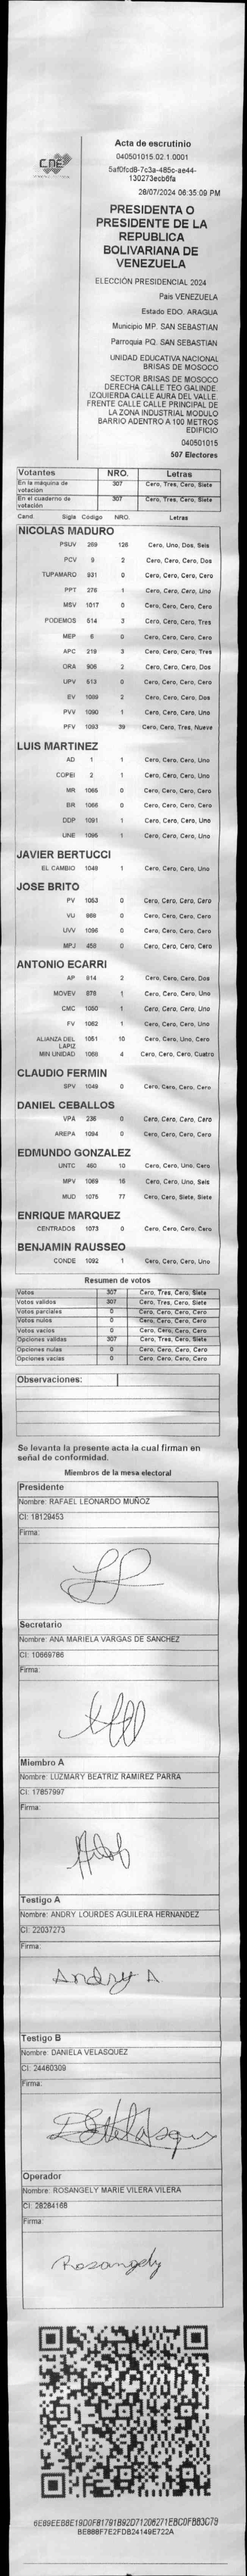 CNE
Acta de escrutinio
040501015.02.1.0001
5af0fcd8-7c3a-485c-ae44-
130273ecb6fa
28/07/2024 06:35:09 PM
PRESIDENTA O
PRESIDENTE DE LA
REPUBLICA
BOLIVARIANA DE
VENEZUELA
ELECCIÓN PRESIDENCIAL 2024
Pais VENEZUELA
Estado EDO. ARAGUA
Municipio MP. SAN SEBASTIAN
Parroquia PQ. SAN SEBASTIAN
UNIDAD EDUCATIVA NACIONAL
BRISAS DE MOSOCO
SECTOR BRISAS DE MOSOCO
DERECHA CALLE TEO GALINDE.
IZQUIERDA CALLE AURA DEL VALLE.
FRENTE CALLE CALLE PRINCIPAL DE
LA ZONA INDUSTRIAL MODULO
BARRIO ADENTRO A 100 METROS
EDIFICIO
040501015
507 Electores
Votantes NRO. Letras
En la máquina de votación 307 Cero, Tres, Cero, Siete
En el cuaderno de votación 307 Cero, Tres, Cero, Siete
Cand. Sigla Codigo NRO. Letras
NICOLAS MADURO
PSUV 269 126 Cero, Uno, Dos, Seis
PCV 9 2 Cero, Cero, Cero, Dos
TUPAMARO 931 0 Cero, Cero, Cero, Cero
PPT 276 1 Cero, Cero, Cero, Uno
MSV 1017 0 Cero, Cero, Cero, Cero
PODEMOS 514 3 Cero, Cero, Cero, Tres
MEP 6 0 Cero, Cero, Cero, Cero
APC 219 3 Cero, Cero, Cero, Tres
ORA 906 2 Cero, Cero, Cero, Dos
UPV 613 0 Cero, Cero, Cero, Cero
EV 1089 2 Cero, Cero, Cero, Dos
PVV 1090 1 Cero, Cero, Cero, Uno
PFV 1093 39 Cero, Cero, Tres, Nueve
LUIS MARTINEZ
AD 1 1 Cero, Cero, Cero, Uno
COPEI 2 1 Cero, Cero, Cero, Uno
MR 1065 0 Cero, Cero, Cero, Cero
BR 1066 0 Cero, Cero, Cero, Cero
DDP 1091 1 Cero, Cero, Cero, Uno
UNE 1095 1 Cero, Cero, Cero, Uno
JAVIER BERTUCCI
EL CAMBIO 1048 1 Cero, Cero, Cero, Uno
JOSE BRITO
PV 1053 0 Cero, Cero, Cero, Cero
VU 868 0 Cero, Cero, Cero, Cero
UVV 1096 0 Cero, Cero, Cero, Cero
MPJ 458 0 Cero, Cero, Cero, Cero
ANTONIO ECARRI
AP 814 2 Cero, Cero, Cero, Dos
MOVEV 879 1 Cero, Cero, Cero, Uno
CMC 1050 1 Cero, Cero, Cero, Uno
FV 1062 1 Cero, Cero, Cero, Uno
ALIANZA DEL LAPIZ 1051 10 Cero, Cero, Uno, Cero
MIN UNIDAD 1068 4 Cero, Cero, Cero, Cuatro
CLAUDIO FERMIN
SPV 1049 0 Cero, Cero, Cero, Cero
DANIEL CEBALLOS
VPA 236 0 Cero, Cero, Cero, Cero
AREPA 1094 0 Cero, Cero, Cero, Cero
EDMUNDO GONZALEZ
UNTC 460 10 Cero, Cero, Uno, Cero
MPV 1069 16 Cero, Cero, Uno, Seis
MUD 1075 77 Cero, Cero, Siete, Siete
ENRIQUE MARQUEZ
CENTRADOS 1073 0 Cero, Cero, Cero, Cero
BENJAMIN RAUSSEO
CONDE 1092 1 Cero, Cero, Cero, Uno
Resumen de votos
Votos 307 Cero, Tres, Cero, Siete
Votos validos 307 Cero, Tres, Cero, Siete
Votos parciales 0 Cero, Cero, Cero, Cero
Votos nulos 0 Cero, Cero, Cero, Cero
Votos vacios 0 Cero, Cero, Cero, Cero
Opciones validas 307 Cero, Tres, Cero, Siete
Opciones nulas 0 Cero, Cero, Cero, Cero
Opciones vacias 0 Cero, Cero, Cero, Cero
Observaciones:
Se levanta la presente acta la cual firman en
señal de conformidad.
Miembros de la mesa electoral
Presidente
Nombre: RAFAEL LEONARDO MUÑOZ
CI: 18129453
Firma:
Secretario
Nombre: ANA MARIELA VARGAS DE SANCHEZ
CI: 10669786
Firma:
Miembro A
Nombre: LUZMARY BEATRIZ RAMIREZ PARRA
CI: 17857997
Firma:
Testigo A
Nombre: ANDRY LOURDES AGUILERA HERNANDEZ
CI: 22037273
Firma:
Andry A
Testigo B
Nombre: DANIELA VELASQUEZ
CI: 24460309
Firma:
Operador
Nombre: ROSANGELY MARIE VILERA VILERA
CI: 28284168
Firma:
Rosangely
6E89EEB8E19D0F81791B92D71206271EBC0FB83C79
BE888F7E2FDB24149E722A